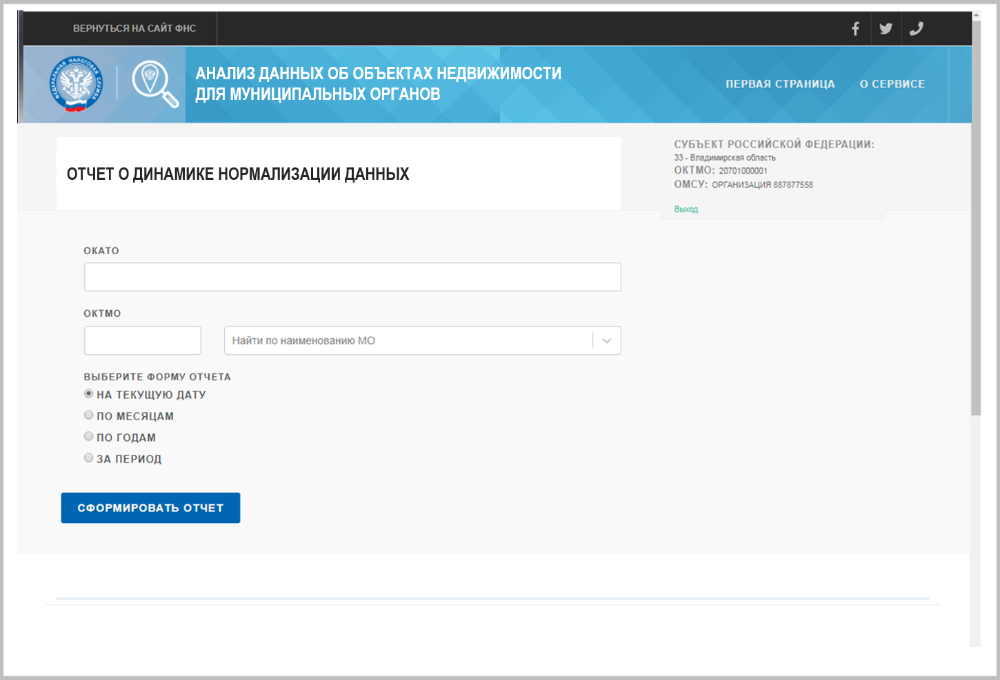 ВЕРНУТЬСЯ НА САЙТ ФНС
ФЕДЕРАЛЬНАЯ НАЛОГОВАЯ СЛУЖБА
АНАЛИЗ ДАННЫХ ОБ ОБЪЕКТАХ НЕДВИЖИМОСТИ
ДЛЯ МУНИЦИПАЛЬНЫХ ОРГАНОВ
ПЕРВАЯ СТРАНИЦА
О СЕРВИСЕ
ОТЧЕТ О ДИНАМИКЕ НОРМАЛИЗАЦИИ ДАННЫХ
СУБЪЕКТ РОССИЙСКОЙ ФЕДЕРАЦИИ:
33 - Владимирская область
ОКТМО: 20701000001
ОМСУ: ОРГАНИЗАЦИЯ 887877558
Выход
ОКАТО
ОКТМО
Найти по наименованию МО
ВЫБЕРИТЕ ФОРМУ ОТЧЕТА
НА ТЕКУЩУЮ ДАТУ
ПО МЕСЯЦАМ
ПО ГОДАМ
ЗА ПЕРИОД
СФОРМИРОВАТЬ ОТЧЕТ